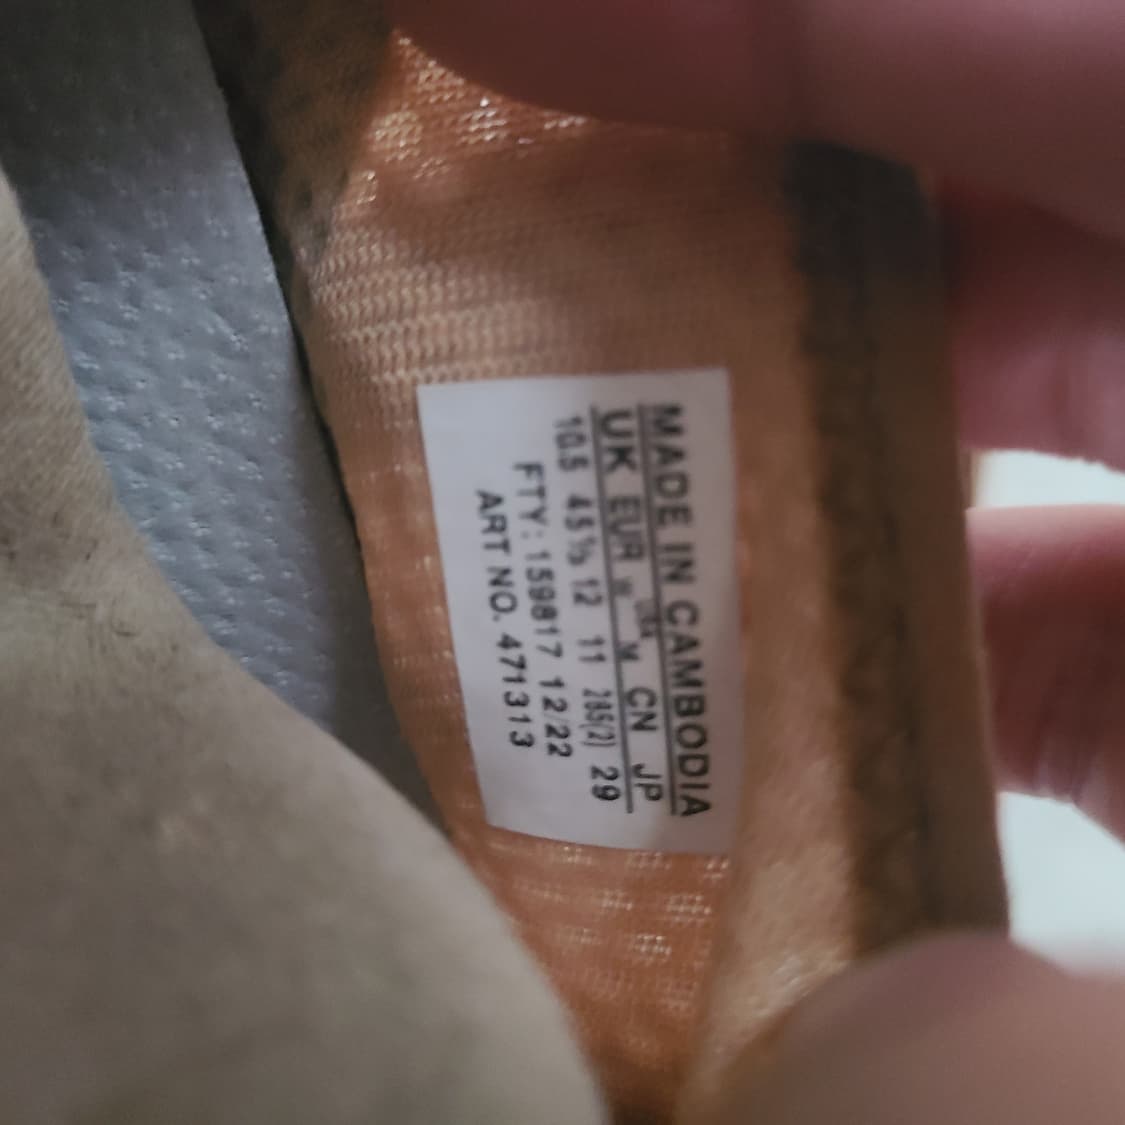 MADE IN CAMBODIA
UK EUR W USA M CN JP
10.5 45⅓ 12 11 285(2) 29
FTY: 159817 12/22
ART NO. 471313